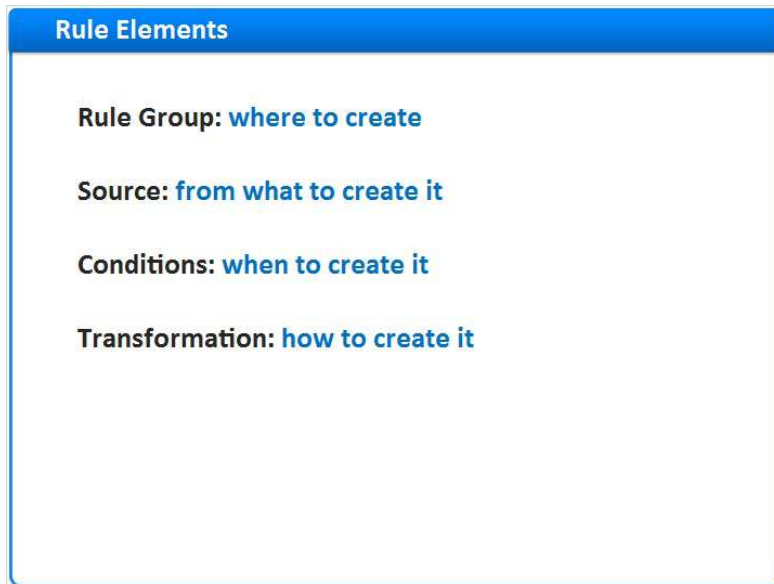 Rule Elements
Rule Group: where to create
Source: from what to create it
Conditions: when to create it
Transformation: how to create it